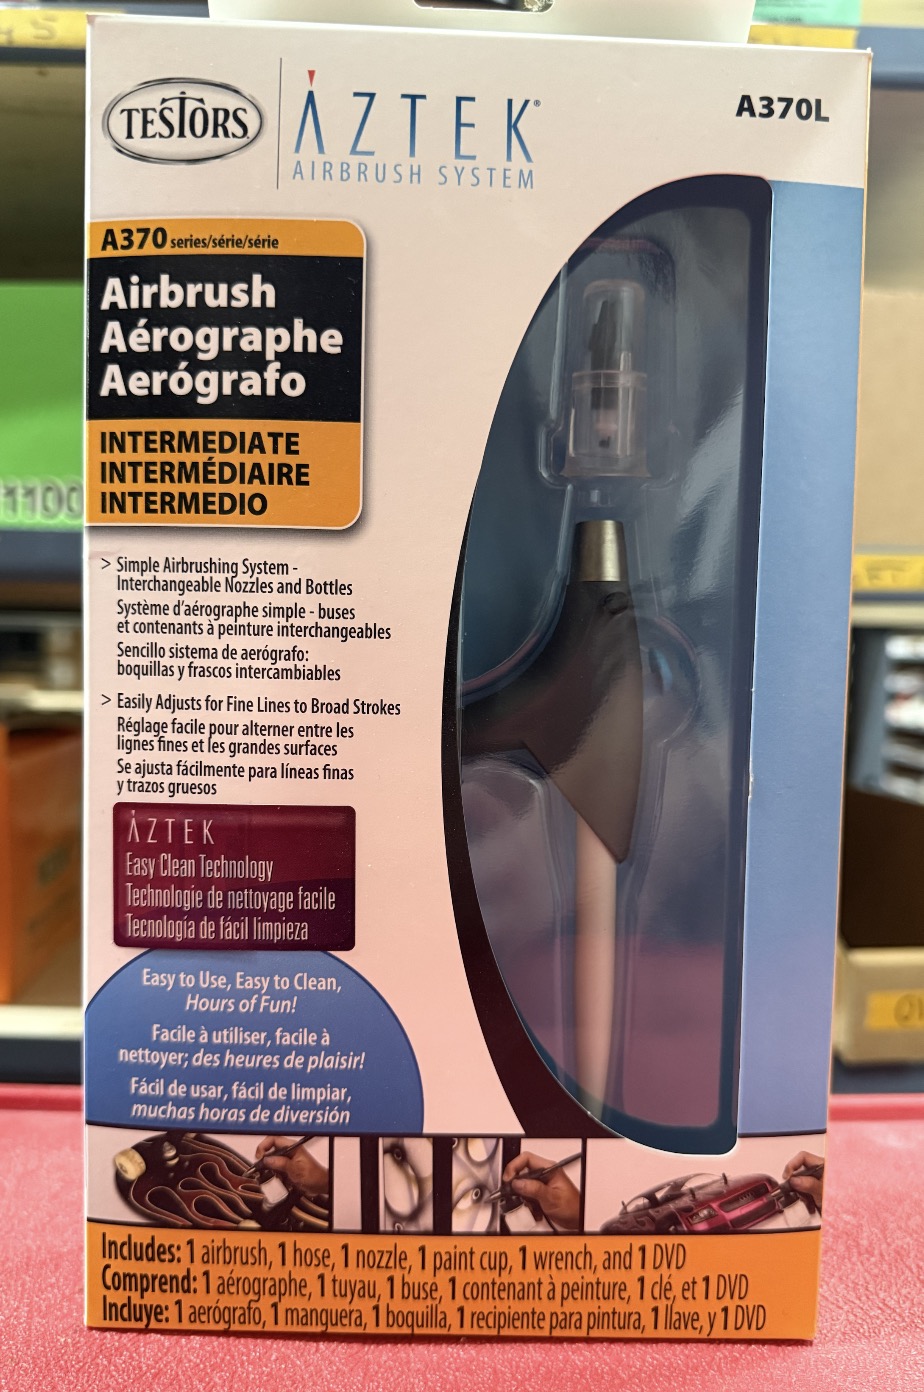 TESTORS
ÁZTEK®
AIRBRUSH SYSTEM
A370L
A370 series/série/série
Airbrush
Aérographe
Aerógrafo
INTERMEDIATE
INTERMÉDIAIRE
INTERMEDIO
1100
> Simple Airbrushing System -
Interchangeable Nozzles and Bottles
Système d'aérographe simple - buses
et contenants à peinture interchangeables
Sencillo sistema de aerógrafo:
boquillas y frascos intercambiables
> Easily Adjusts for Fine Lines to Broad Strokes
Réglage facile pour alterner entre les
lignes fines et les grandes surfaces
Se ajusta fácilmente para líneas finas
y trazos gruesos
ÁZTEK
Easy Clean Technology
Technologie de nettoyage facile
Tecnología de fácil limpieza
Easy to Use, Easy to Clean,
Hours of Fun!
Facile à utiliser, facile à
nettoyer; des heures de plaisir!
Fácil de usar, fácil de limpiar,
muchas horas de diversión
Includes: 1 airbrush, 1 hose, 1 nozzle, 1 paint cup, 1 wrench, and 1 DVD
Comprend: 1 aérographe, 1 tuyau, 1 buse, 1 contenant à peinture, 1 clé, et 1 DVD
Incluye: 1 aerógrafo, 1 manguera, 1 boquilla, 1 recipiente para pintura, 1 llave, y 1 DVD